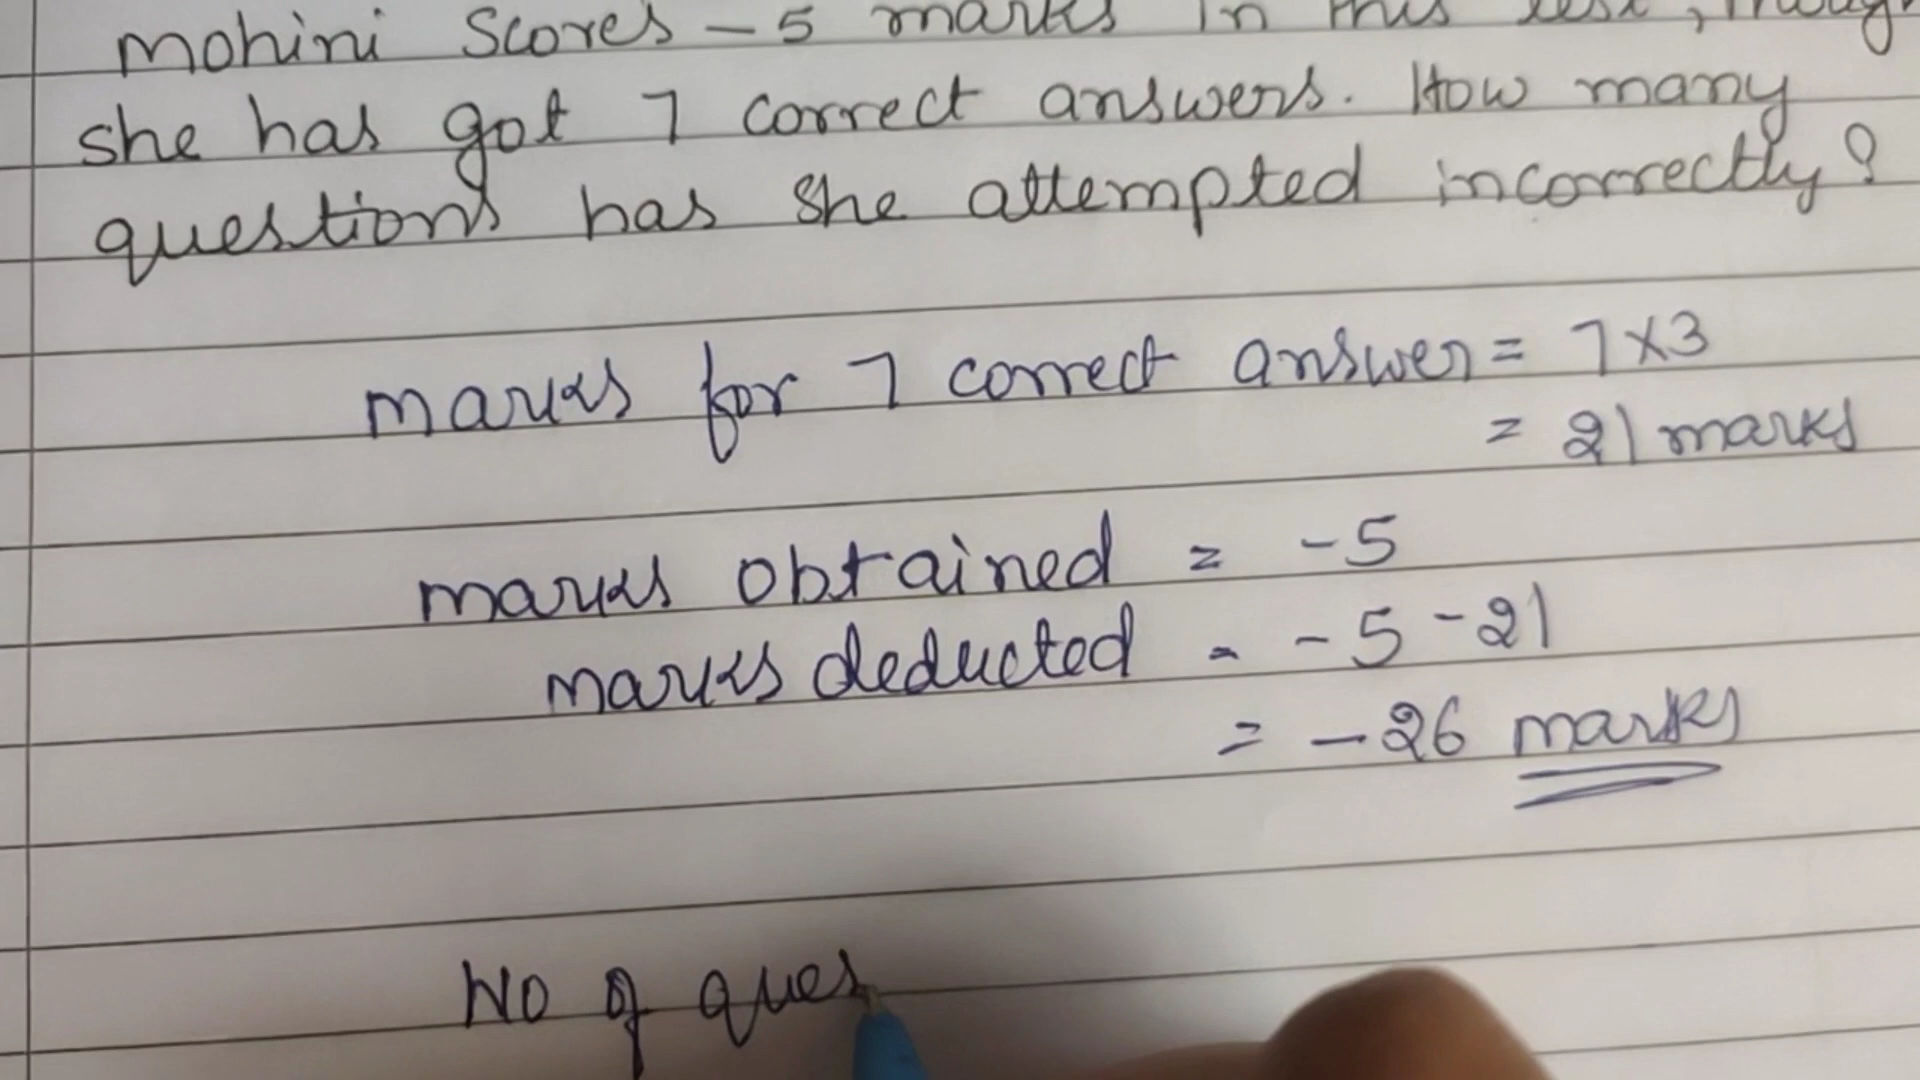 mohini Scores -5 marks in this test, though
she has got 7 correct answers. How many
questions has she attempted incorrectly?
marks for 7 correct answer = 7x3
= 21 marks
marks obtained = -5
marks deducted = -5-21
= -26 marks
No of ques